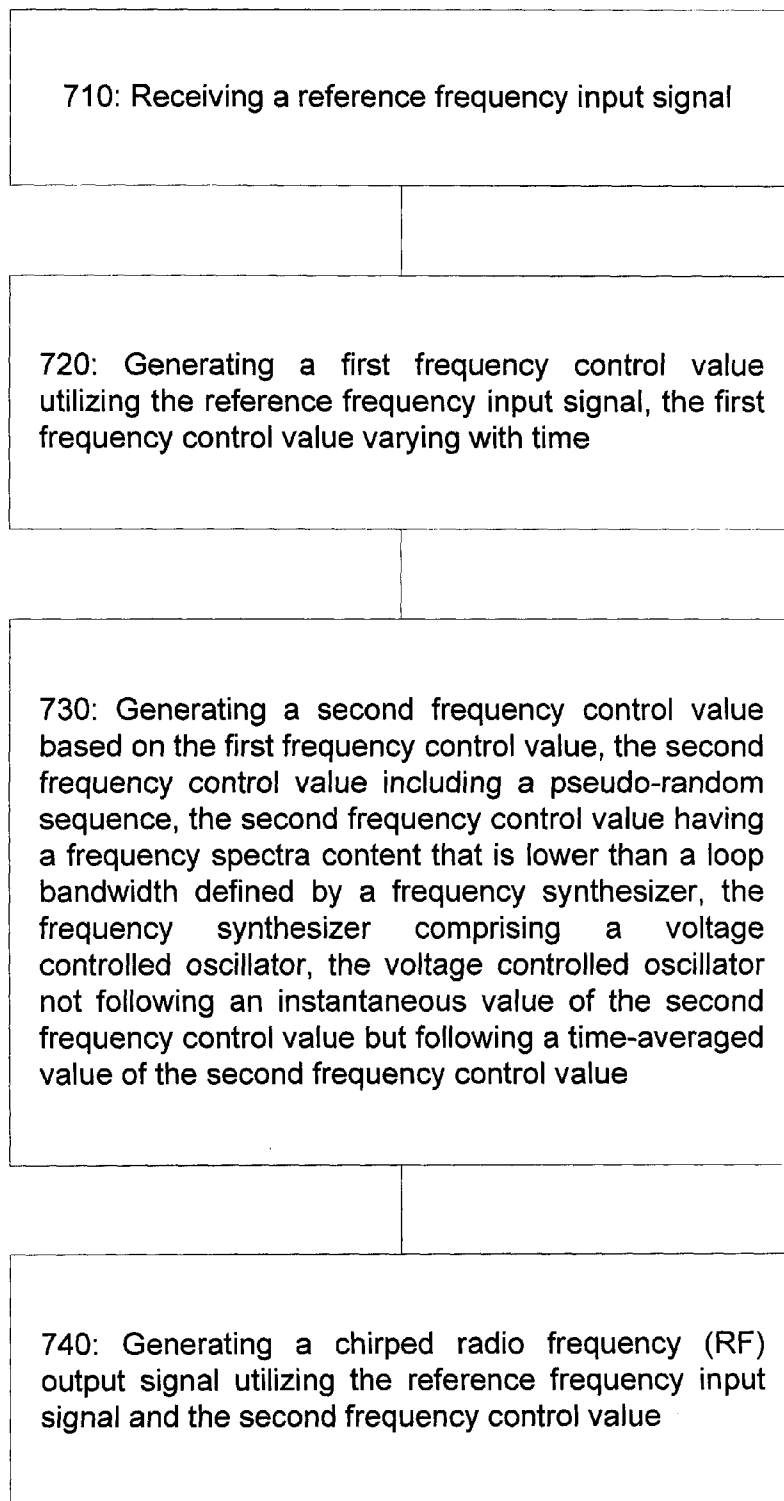 710: Receiving a reference frequency input signal
720: Generating a first frequency control value
utilizing the reference frequency input signal, the first
frequency control value varying with time
730: Generating a second frequency control value
based on the first frequency control value, the second
frequency control value including a pseudo-random
sequence, the second frequency control value having
a frequency spectra content that is lower than a loop
bandwidth defined by a frequency synthesizer, the
frequency synthesizer comprising a voltage
controlled oscillator, the voltage controlled oscillator
not following an instantaneous value of the second
frequency control value but following a time-averaged
value of the second frequency control value
740: Generating a chirped radio frequency (RF)
output signal utilizing the reference frequency input
signal and the second frequency control value